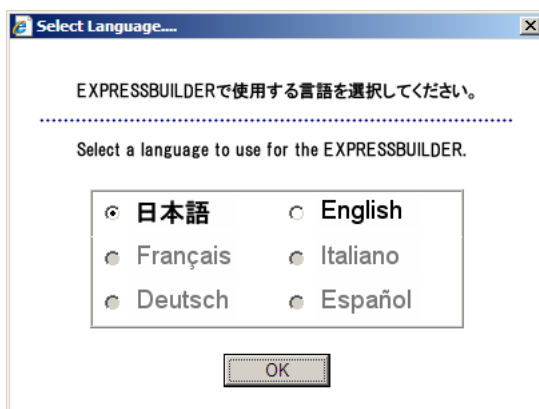 Select Language....
EXPRESSBUILDERで使用する言語を選択してください。
Select a language to use for the EXPRESSBUILDER.
日本語 English
Français Italiano
Deutsch Español
OK